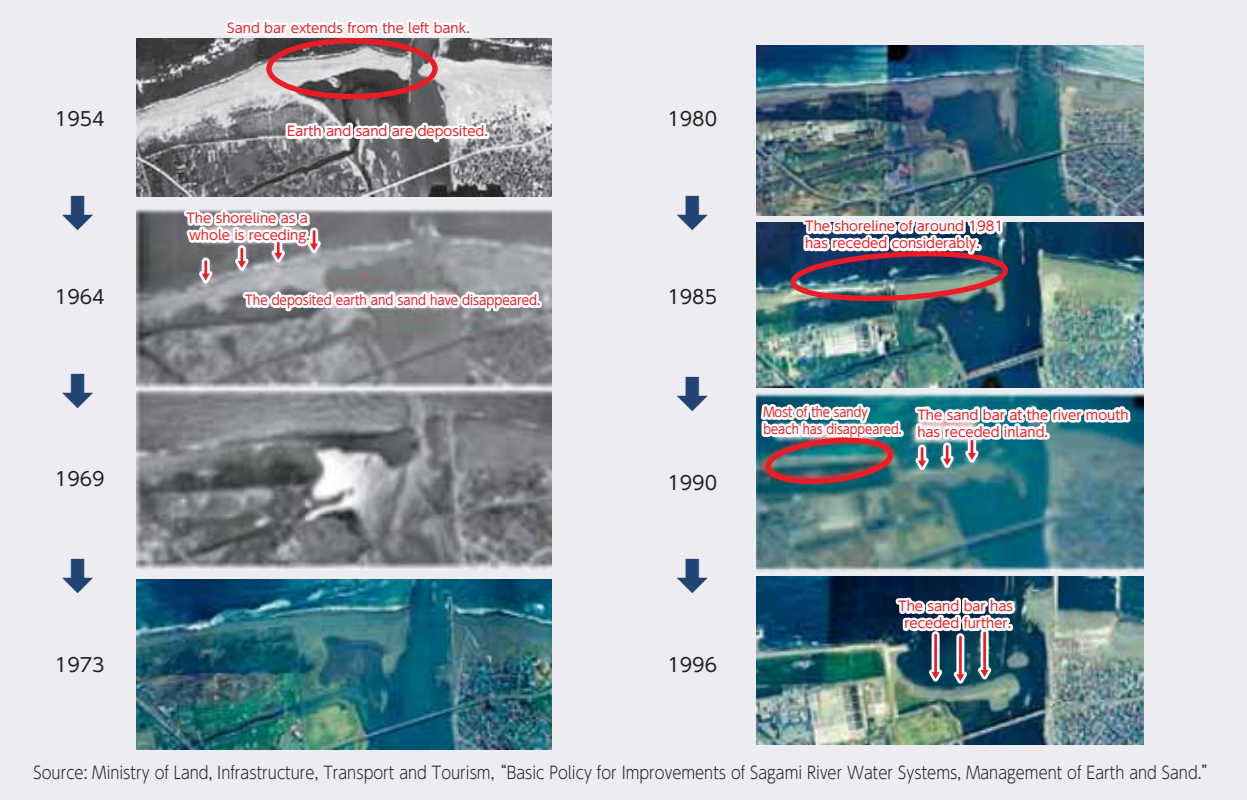 1954
Sand bar extends from the left bank.
Earth and sand are deposited.
1964
The shoreline as a
whole is receding.
The deposited earth and sand have disappeared.
1969
1973
1980
1985
The shoreline of around 1981
has receded considerably.
1990
Most of the sandy
beach has disappeared.
The sand bar at the river mouth
has receded inland.
1996
The sand bar has
receded further.
Source: Ministry of Land, Infrastructure, Transport and Tourism, “Basic Policy for Improvements of Sagami River Water Systems, Management of Earth and Sand.”